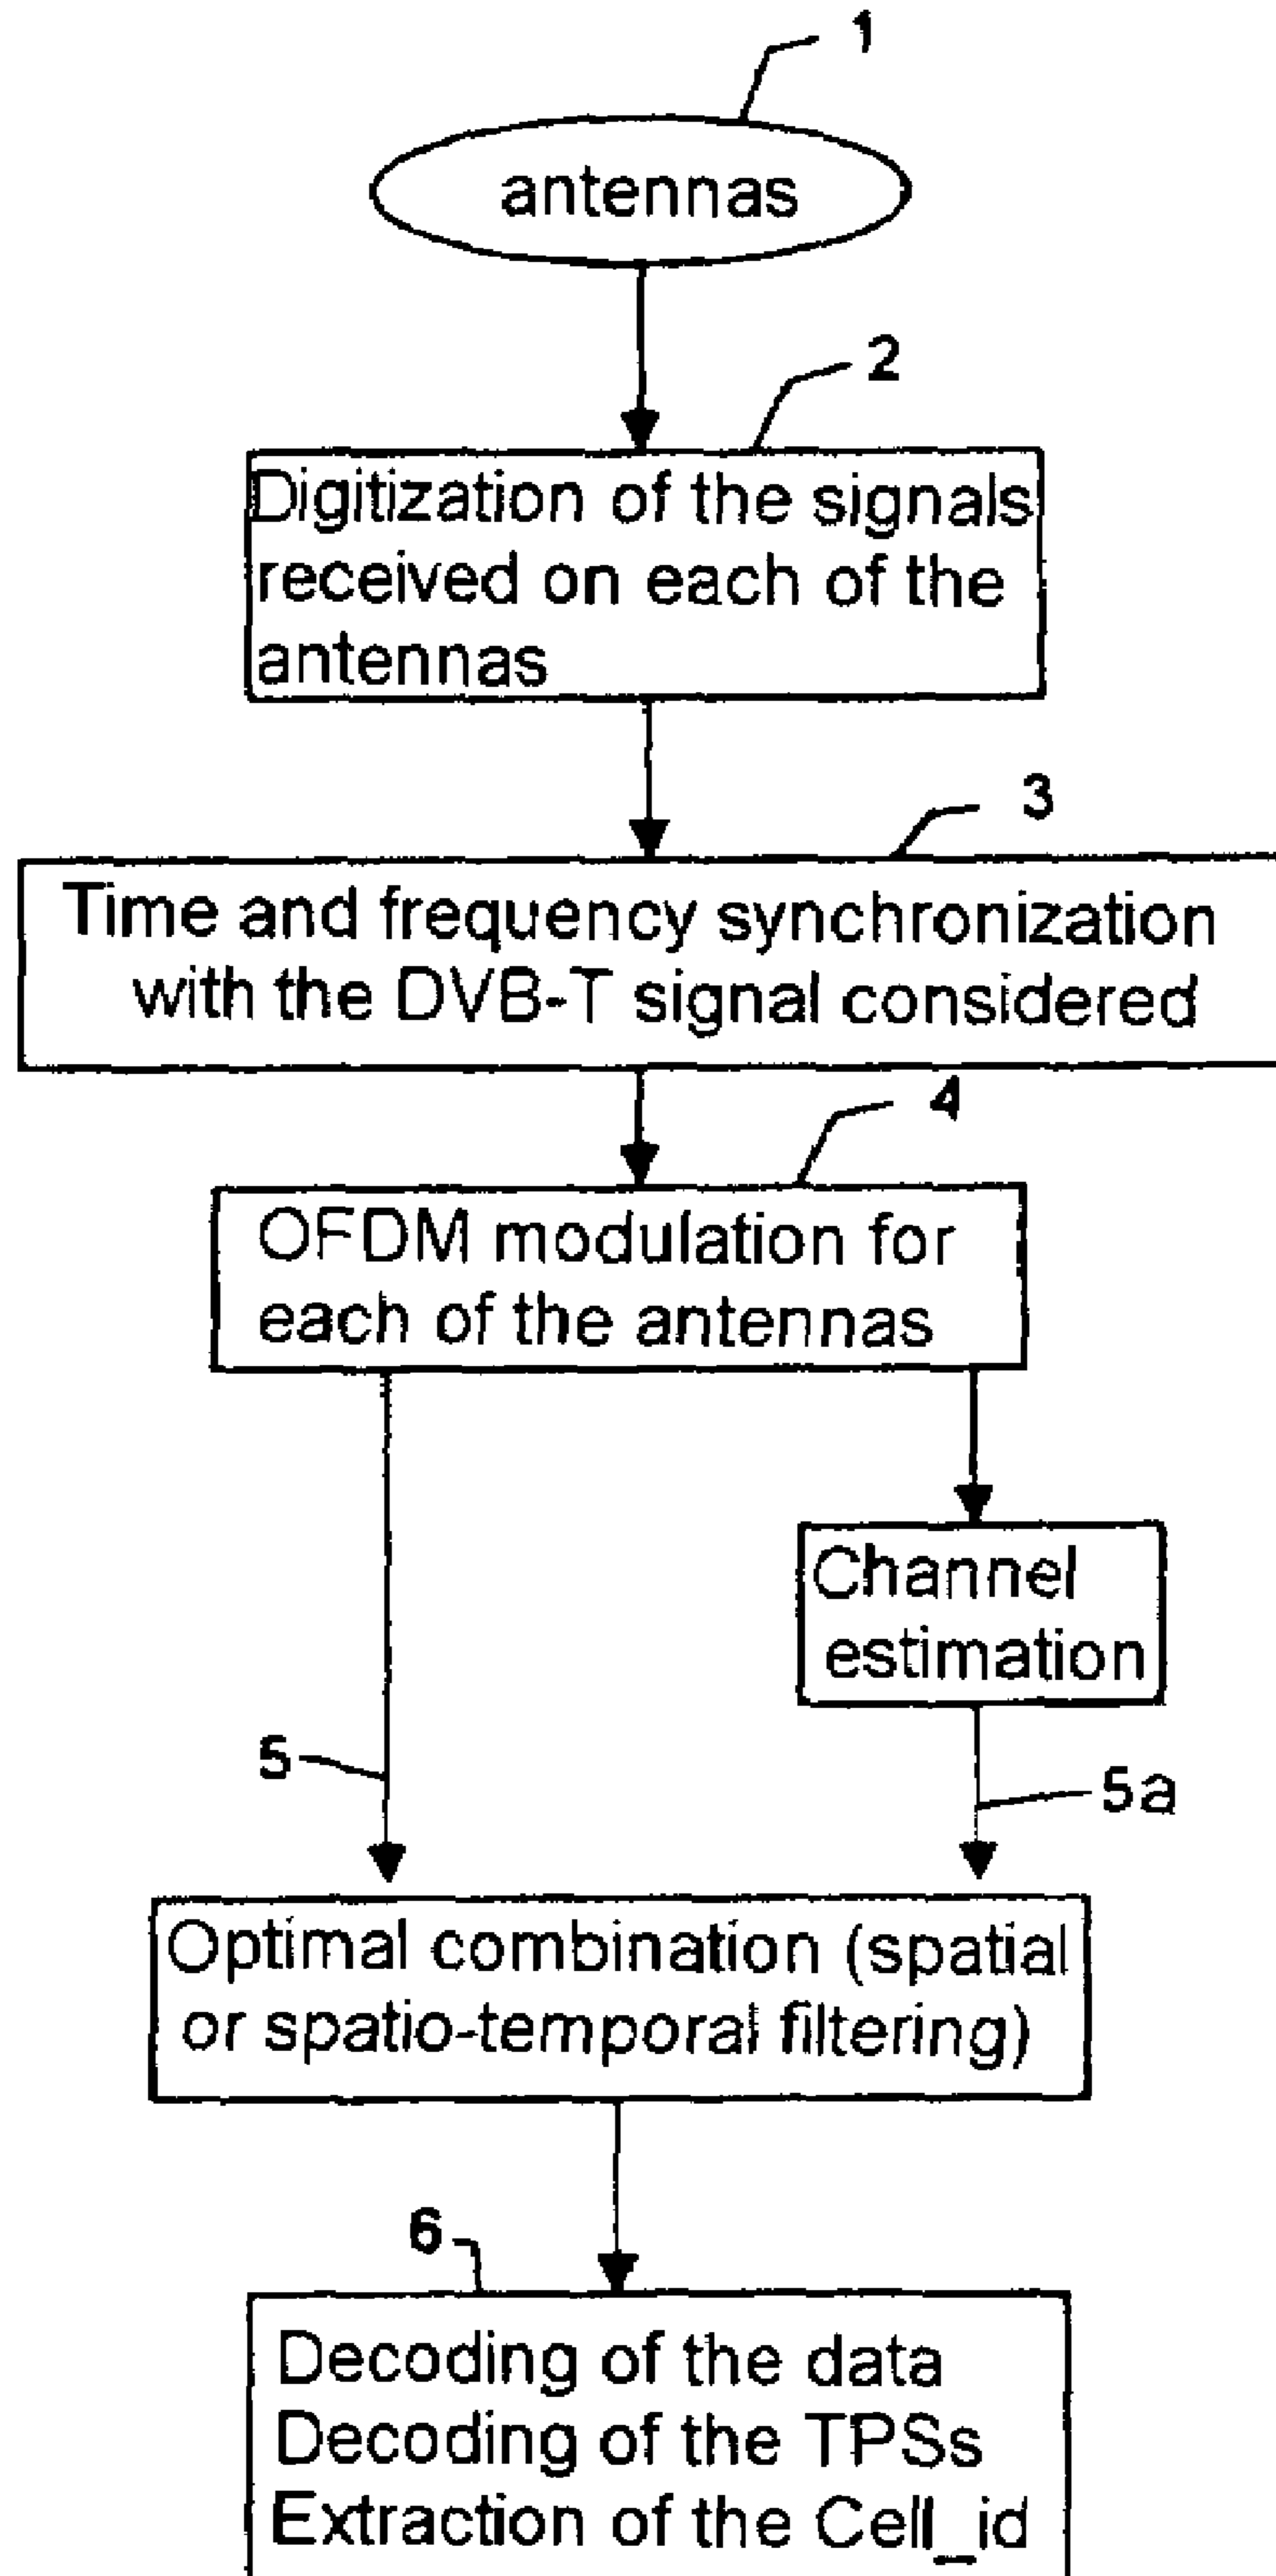 1
antennas
2
Digitization of the signals
received on each of the
antennas
3
Time and frequency synchronization
with the DVB-T signal considered
4
OFDM modulation for
each of the antennas
Channel
estimation
5
5a
Optimal combination (spatial
or spatio-temporal filtering)
6
Decoding of the data
Decoding of the TPSs
Extraction of the Cell_id